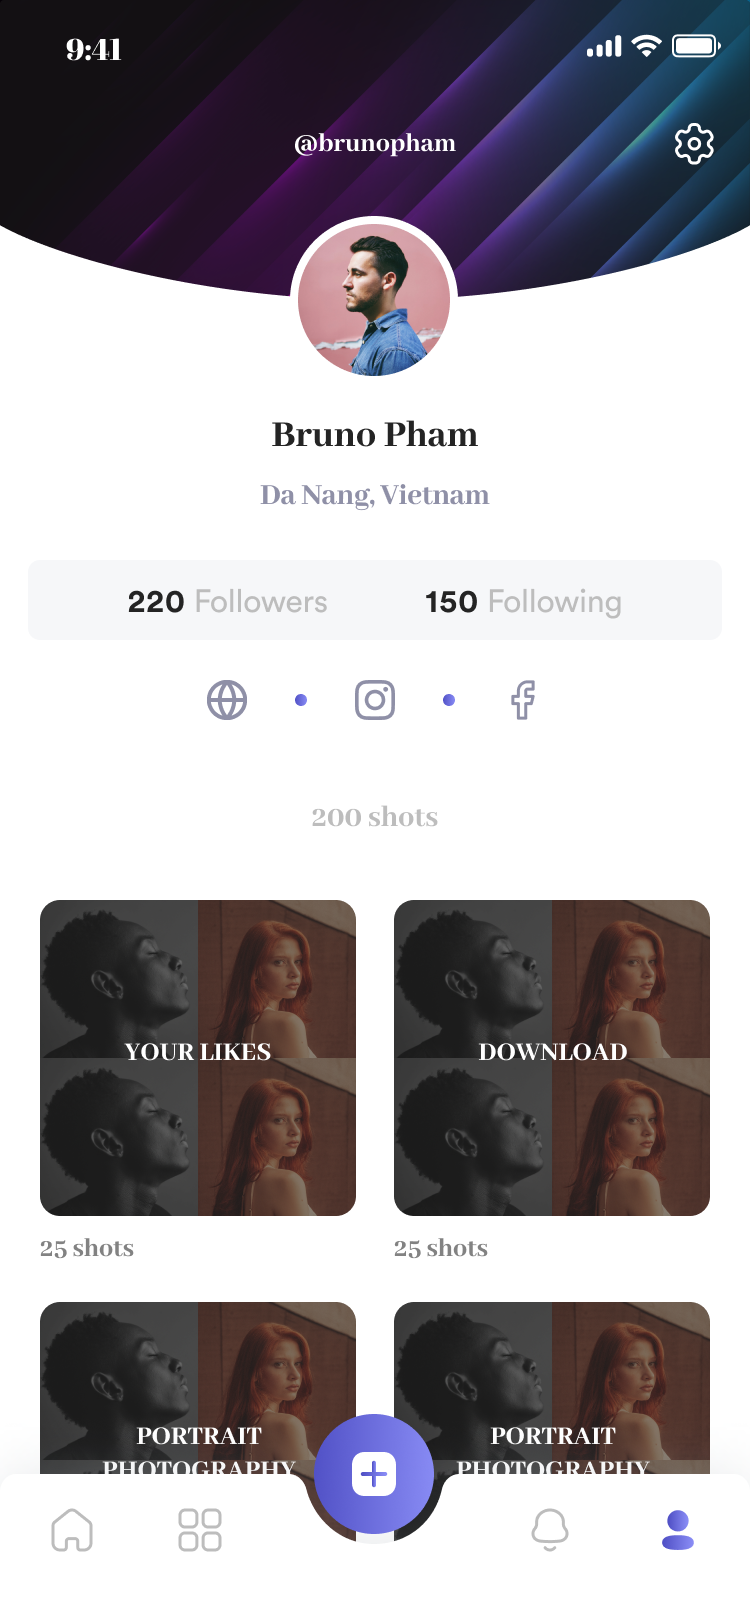 9:41
@brunopham
Bruno Pham
Da Nang, Vietnam
220 Followers 150 Following
200 shots
YOUR LIKES DOWNLOAD
25 shots 25 shots
PORTRAIT PORTRAIT
PHOTOGRAPHY PHOTOGRAPHY